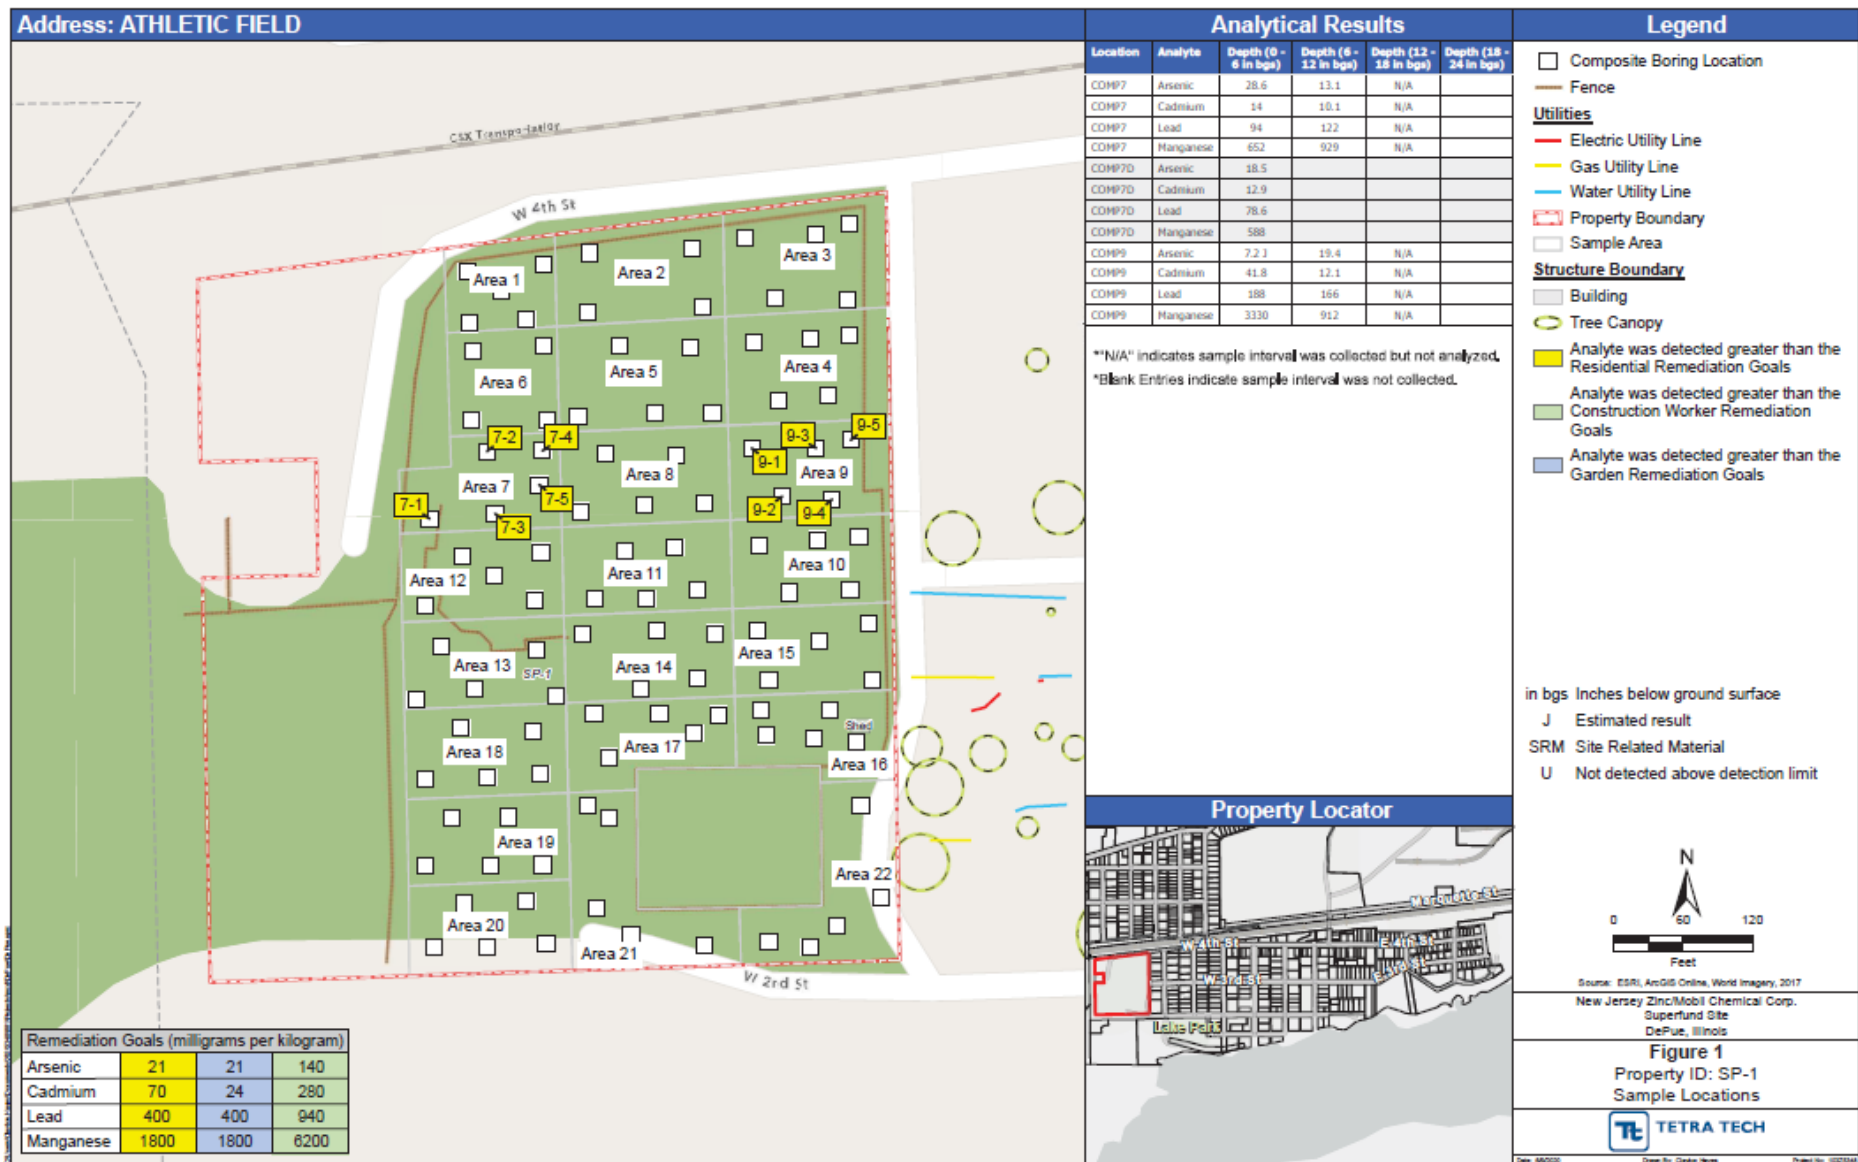 Address: ATHLETIC FIELD
CSX Transportation
W 4th St
Area 1
Area 2
Area 3
Area 6
Area 5
Area 4
7-2
7-4
9-3
9-5
9-1
Area 7
Area 8
Area 9
7-1
7-5
7-3
9-2
9-4
Area 12
Area 11
Area 10
Area 13
SP-1
Area 14
Area 15
Area 18
Area 17
Shed
Area 16
Area 19
Area 22
Area 20
Area 21
W 2nd St
Remediation Goals (milligrams per kilogram)
Arsenic 21 21 140
Cadmium 70 24 280
Lead 400 400 940
Manganese 1800 1800 6200
Analytical Results
Location Analyte Depth (0 - 6 in bgs) Depth (6 - 12 in bgs) Depth (12 - 18 in bgs) Depth (18 - 24 in bgs)
COMP7 Arsenic 28.6 13.1 N/A
COMP7 Cadmium 14 10.1 N/A
COMP7 Lead 94 122 N/A
COMP7 Manganese 652 929 N/A
COMP7D Arsenic 18.5
COMP7D Cadmium 12.9
COMP7D Lead 78.6
COMP7D Manganese 588
COMP9 Arsenic 7.2 J 19.4 N/A
COMP9 Cadmium 41.8 12.1 N/A
COMP9 Lead 188 166 N/A
COMP9 Manganese 3330 912 N/A
*"N/A" indicates sample interval was collected but not analyzed.
*Blank Entries indicate sample interval was not collected.
Property Locator
Marquette St
W 4th St
E 4th St
W 3rd St
E 3rd St
Lake Park
Legend
Composite Boring Location
Fence
Utilities
Electric Utility Line
Gas Utility Line
Water Utility Line
Property Boundary
Sample Area
Structure Boundary
Building
Tree Canopy
Analyte was detected greater than the
Residential Remediation Goals
Analyte was detected greater than the
Construction Worker Remediation
Goals
Analyte was detected greater than the
Garden Remediation Goals
in bgs Inches below ground surface
J Estimated result
SRM Site Related Material
U Not detected above detection limit
N
0 60 120
Feet
Source: ESRI, ArcGIS Online, World Imagery, 2017
New Jersey Zinc/Mobil Chemical Corp.
Superfund Site
DePue, Illinois
Figure 1
Property ID: SP-1
Sample Locations
Tt TETRA TECH